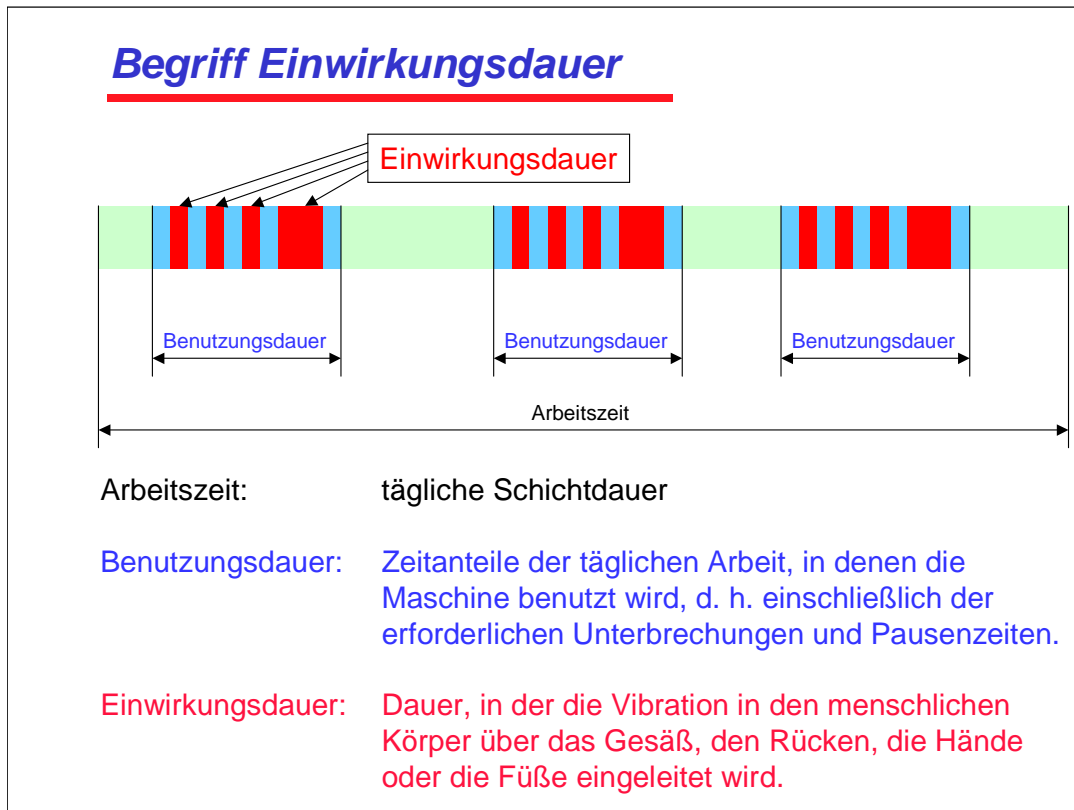 Begriff Einwirkungsdauer
Einwirkungsdauer
Benutzungsdauer Benutzungsdauer Benutzungsdauer
Arbeitszeit
Arbeitszeit: tägliche Schichtdauer
Benutzungsdauer: Zeitanteile der täglichen Arbeit, in denen die
Maschine benutzt wird, d. h. einschließlich der
erforderlichen Unterbrechungen und Pausenzeiten.
Einwirkungsdauer: Dauer, in der die Vibration in den menschlichen
Körper über das Gesäß, den Rücken, die Hände
oder die Füße eingeleitet wird.